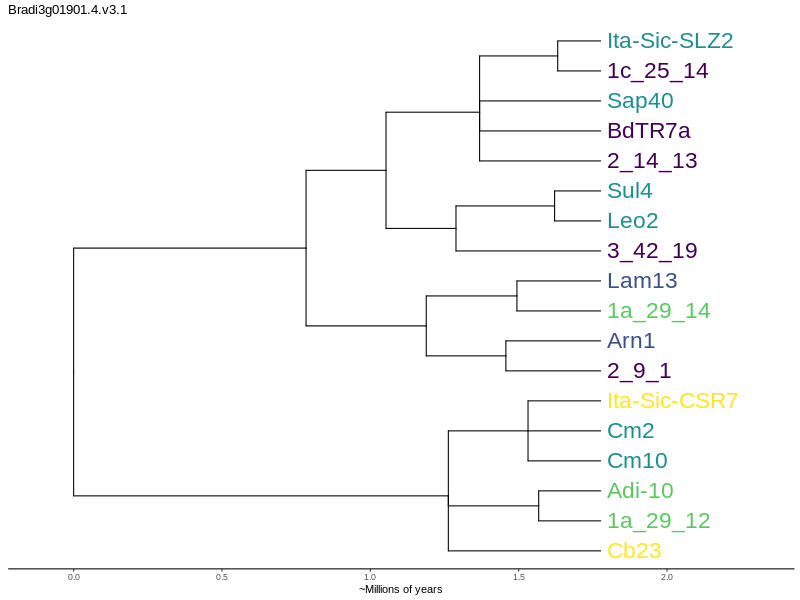 Bradi3g01901.4.v3.1
Ita-Sic-SLZ2
1c_25_14
Sap40
BdTR7a
2_14_13
Sul4
Leo2
3_42_19
Lam13
1a_29_14
Arn1
2_9_1
Ita-Sic-CSR7
Cm2
Cm10
Adi-10
1a_29_12
Cb23
0.0 0.5 1.0 1.5 2.0
~Millions of years